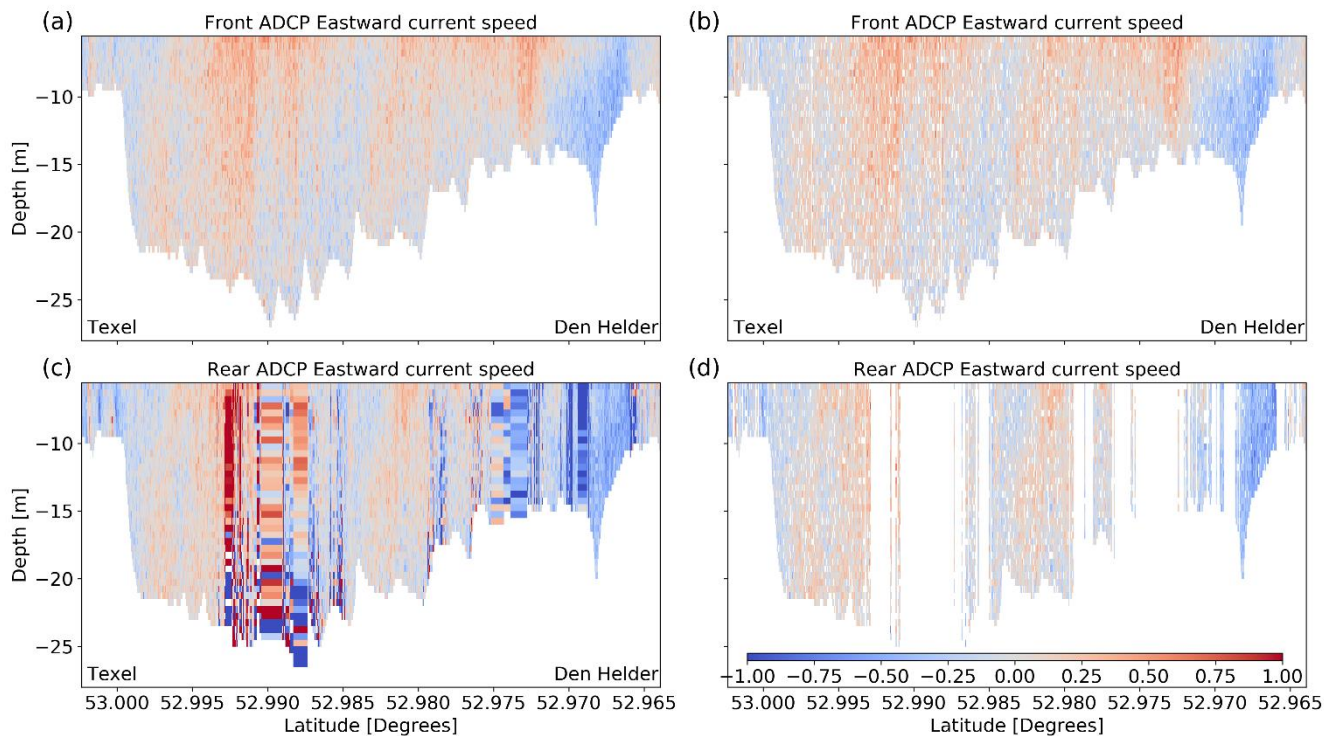 (a)
Front ADCP Eastward current speed
(b)
Front ADCP Eastward current speed
Depth [m]
−10
−15
−20
−25
Texel
Den Helder
Texel
Den Helder
(c)
Rear ADCP Eastward current speed
(d)
Rear ADCP Eastward current speed
Depth [m]
−10
−15
−20
−25
Texel
Den Helder
−1.000 −0.75 −0.50 −0.25 0.00 0.25 0.50 0.75 1.00
53.000 52.995 52.990 52.985 52.980 52.975 52.970 52.965
53.000 52.995 52.990 52.985 52.980 52.975 52.970 52.965
Latitude [Degrees]
Latitude [Degrees]